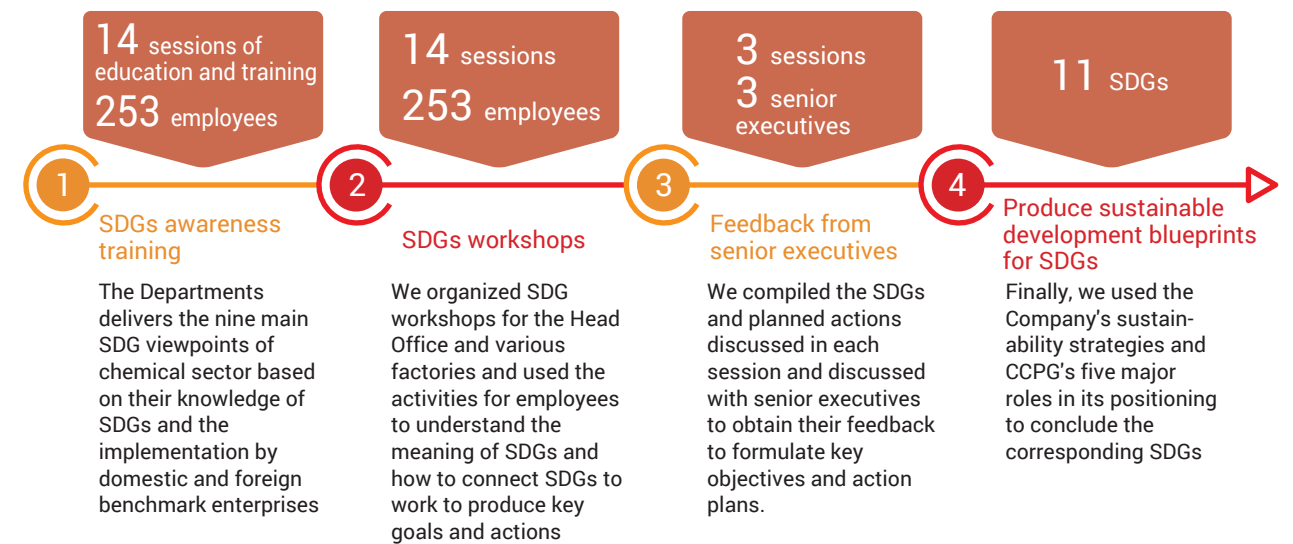 14 sessions of
education and training
253 employees
1
SDGs awareness
training
The Departments
delivers the nine main
SDG viewpoints of
chemical sector based
on their knowledge of
SDGs and the
implementation by
domestic and foreign
benchmark enterprises
14 sessions
253 employees
2
SDGs workshops
We organized SDG
workshops for the Head
Office and various
factories and used the
activities for employees
to understand the
meaning of SDGs and
how to connect SDGs to
work to produce key
goals and actions
3 sessions
3 senior
executives
3
Feedback from
senior executives
We compiled the SDGs
and planned actions
discussed in each
session and discussed
with senior executives
to obtain their feedback
to formulate key
objectives and action
plans.
11 SDGs
4
Produce sustainable
development blueprints
for SDGs
Finally, we used the
Company's sustain-
ability strategies and
CCPG's five major
roles in its positioning
to conclude the
corresponding SDGs